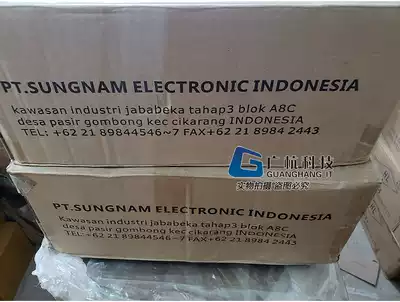 PT.SUNGNAM ELECTRONIC INDONESIA
kawasan industri jababeka tahap3 blok A8C
desa pasir gombong kec cikarang INDONESIA
TEL: +62 21 89844546~7 FAX+62 21 8984 2443
广杭科技
GUANGHANG IT
实物拍摄 盗图必究
PT.SUNGNAM ELECTRONIC INDONESIA
Kawasan industri jababeka tahap3 blok A8C
desa pasir gombong kec cikarang INDONESIA
TEL:+62 21 89844546~7 FAX+62 21 8984 2443